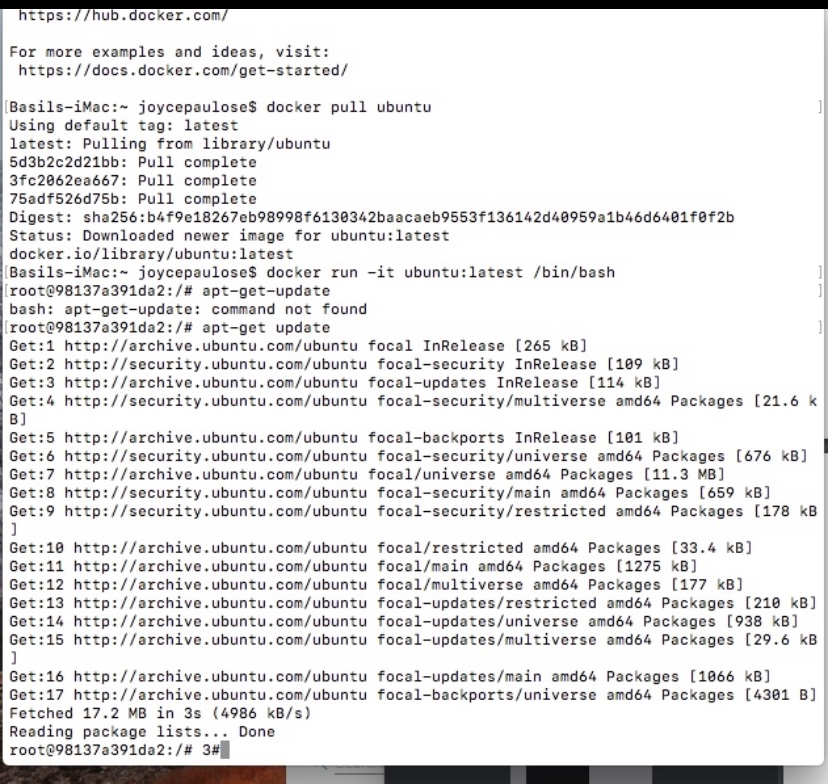 https://hub.docker.com/
For more examples and ideas, visit:
https://docs.docker.com/get-started/
[Basils-iMac:~ joycepaulose$ docker pull ubuntu ]
Using default tag: latest
latest: Pulling from library/ubuntu
5d3b2c2d21bb: Pull complete
3fc2062ea667: Pull complete
75adf526d75b: Pull complete
Digest: sha256:b4f9e18267eb98998f6130342baacaeb9553f136142d40959a1b46d6401f0f2b
Status: Downloaded newer image for ubuntu:latest
docker.io/library/ubuntu:latest
[Basils-iMac:~ joycepaulose$ docker run -it ubuntu:latest /bin/bash ]
[root@98137a391da2:/# apt-get-update ]
bash: apt-get-update: command not found
[root@98137a391da2:/# apt-get update ]
Get:1 http://archive.ubuntu.com/ubuntu focal InRelease [265 kB]
Get:2 http://security.ubuntu.com/ubuntu focal-security InRelease [109 kB]
Get:3 http://archive.ubuntu.com/ubuntu focal-updates InRelease [114 kB]
Get:4 http://security.ubuntu.com/ubuntu focal-security/multiverse amd64 Packages [21.6 k
B]
Get:5 http://archive.ubuntu.com/ubuntu focal-backports InRelease [101 kB]
Get:6 http://security.ubuntu.com/ubuntu focal-security/universe amd64 Packages [676 kB]
Get:7 http://archive.ubuntu.com/ubuntu focal/universe amd64 Packages [11.3 MB]
Get:8 http://security.ubuntu.com/ubuntu focal-security/main amd64 Packages [659 kB]
Get:9 http://security.ubuntu.com/ubuntu focal-security/restricted amd64 Packages [178 kB
]
Get:10 http://archive.ubuntu.com/ubuntu focal/restricted amd64 Packages [33.4 kB]
Get:11 http://archive.ubuntu.com/ubuntu focal/main amd64 Packages [1275 kB]
Get:12 http://archive.ubuntu.com/ubuntu focal/multiverse amd64 Packages [177 kB]
Get:13 http://archive.ubuntu.com/ubuntu focal-updates/restricted amd64 Packages [210 kB]
Get:14 http://archive.ubuntu.com/ubuntu focal-updates/universe amd64 Packages [938 kB]
Get:15 http://archive.ubuntu.com/ubuntu focal-updates/multiverse amd64 Packages [29.6 kB
]
Get:16 http://archive.ubuntu.com/ubuntu focal-updates/main amd64 Packages [1066 kB]
Get:17 http://archive.ubuntu.com/ubuntu focal-backports/universe amd64 Packages [4301 B]
Fetched 17.2 MB in 3s (4986 kB/s)
Reading package lists... Done
root@98137a391da2:/# 3#